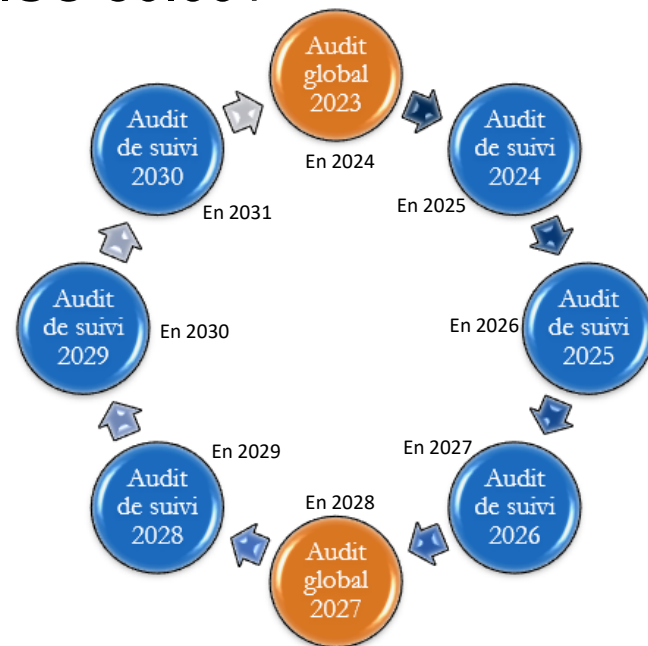 Audit
global
2023
En 2024
Audit
de suivi
2024
En 2025
Audit
de suivi
2025
En 2026
Audit
de suivi
2026
En 2027
Audit
global
2027
En 2028
Audit
de suivi
2028
En 2029
Audit
de suivi
2029
En 2030
Audit
de suivi
2030
En 2031